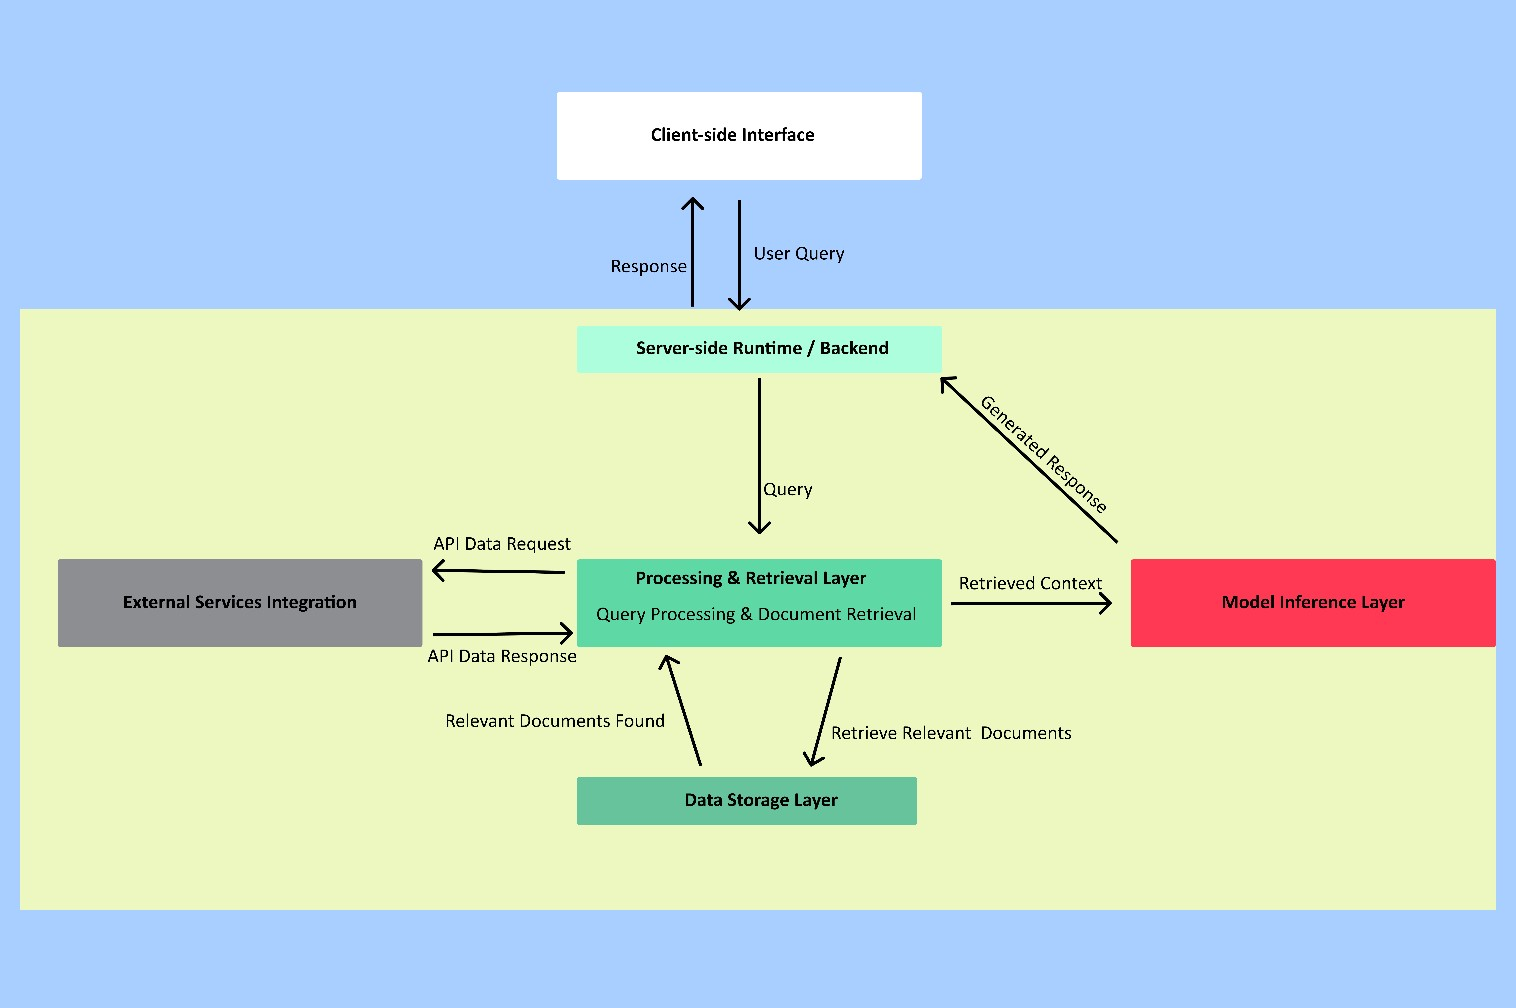 Client-side Interface
Response
User Query
Server-side Runtime / Backend
Generated Response
Query
API Data Request
External Services Integration
API Data Response
Processing & Retrieval Layer
Query Processing & Document Retrieval
Retrieved Context
Model Inference Layer
Relevant Documents Found
Retrieve Relevant  Documents
Data Storage Layer